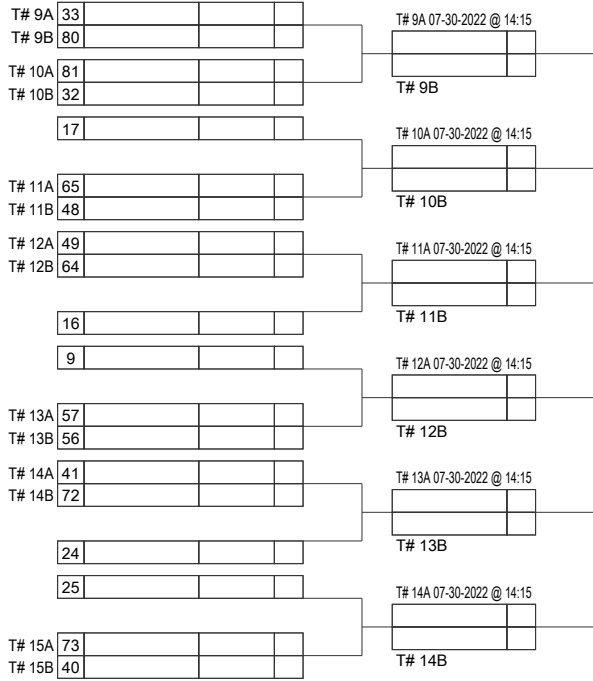 T# 9A 33
T# 9B 80
T# 10A 81
T# 10B 32
17
T# 11A 65
T# 11B 48
T# 12A 49
T# 12B 64
16
9
T# 13A 57
T# 13B 56
T# 14A 41
T# 14B 72
24
25
T# 15A 73
T# 15B 40
T# 9A 07-30-2022 @ 14:15
T# 9B
T# 10A 07-30-2022 @ 14:15
T# 10B
T# 11A 07-30-2022 @ 14:15
T# 11B
T# 12A 07-30-2022 @ 14:15
T# 12B
T# 13A 07-30-2022 @ 14:15
T# 13B
T# 14A 07-30-2022 @ 14:15
T# 14B